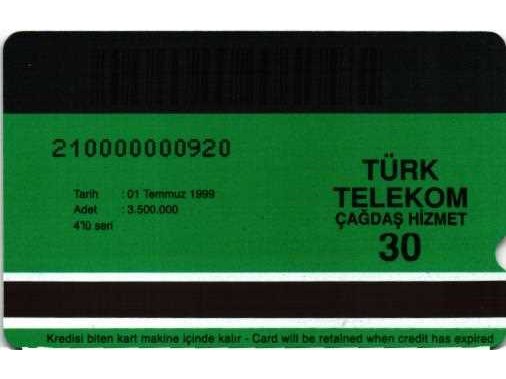 210000000920
Tarih : 01 Temmuz 1999
Adet : 3.500.000
4'lü seri
TÜRK
TELEKOM
ÇAĞDAŞ HİZMET
30
Kredisi biten kart makine içinde kalır - Card will be retained when credit has expired